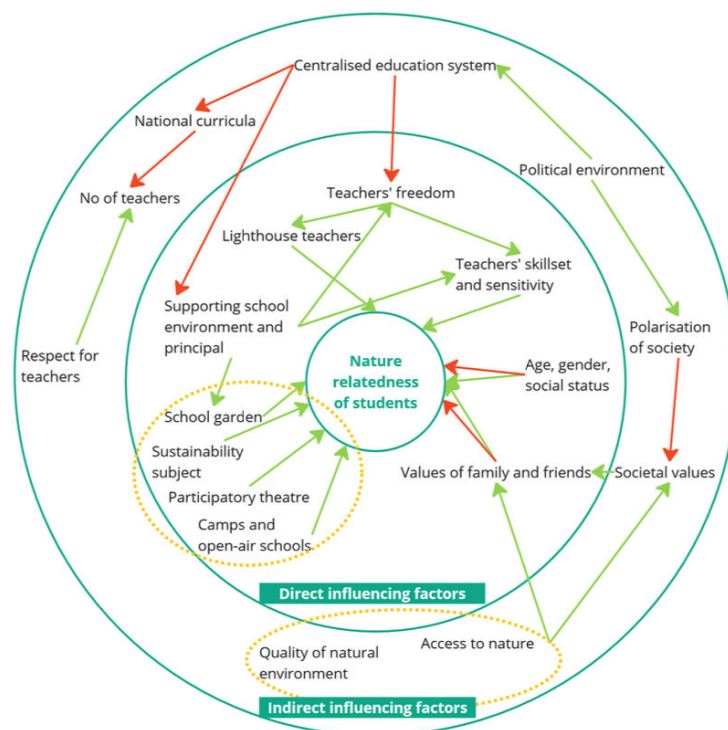 Centralised education system
National curricula
Political environment
No of teachers
Teachers' freedom
Lighthouse teachers
Teachers' skillset
and sensitivity
Supporting school
environment and
principal
Polarisation
of society
Respect for
teachers
Nature
relatedness
of students
Age, gender,
social status
School garden
Sustainability
subject
Values of family and friends
Societal values
Participatory theatre
Camps and
open-air schools
Direct influencing factors
Access to nature
Quality of natural
environment
Indirect influencing factors